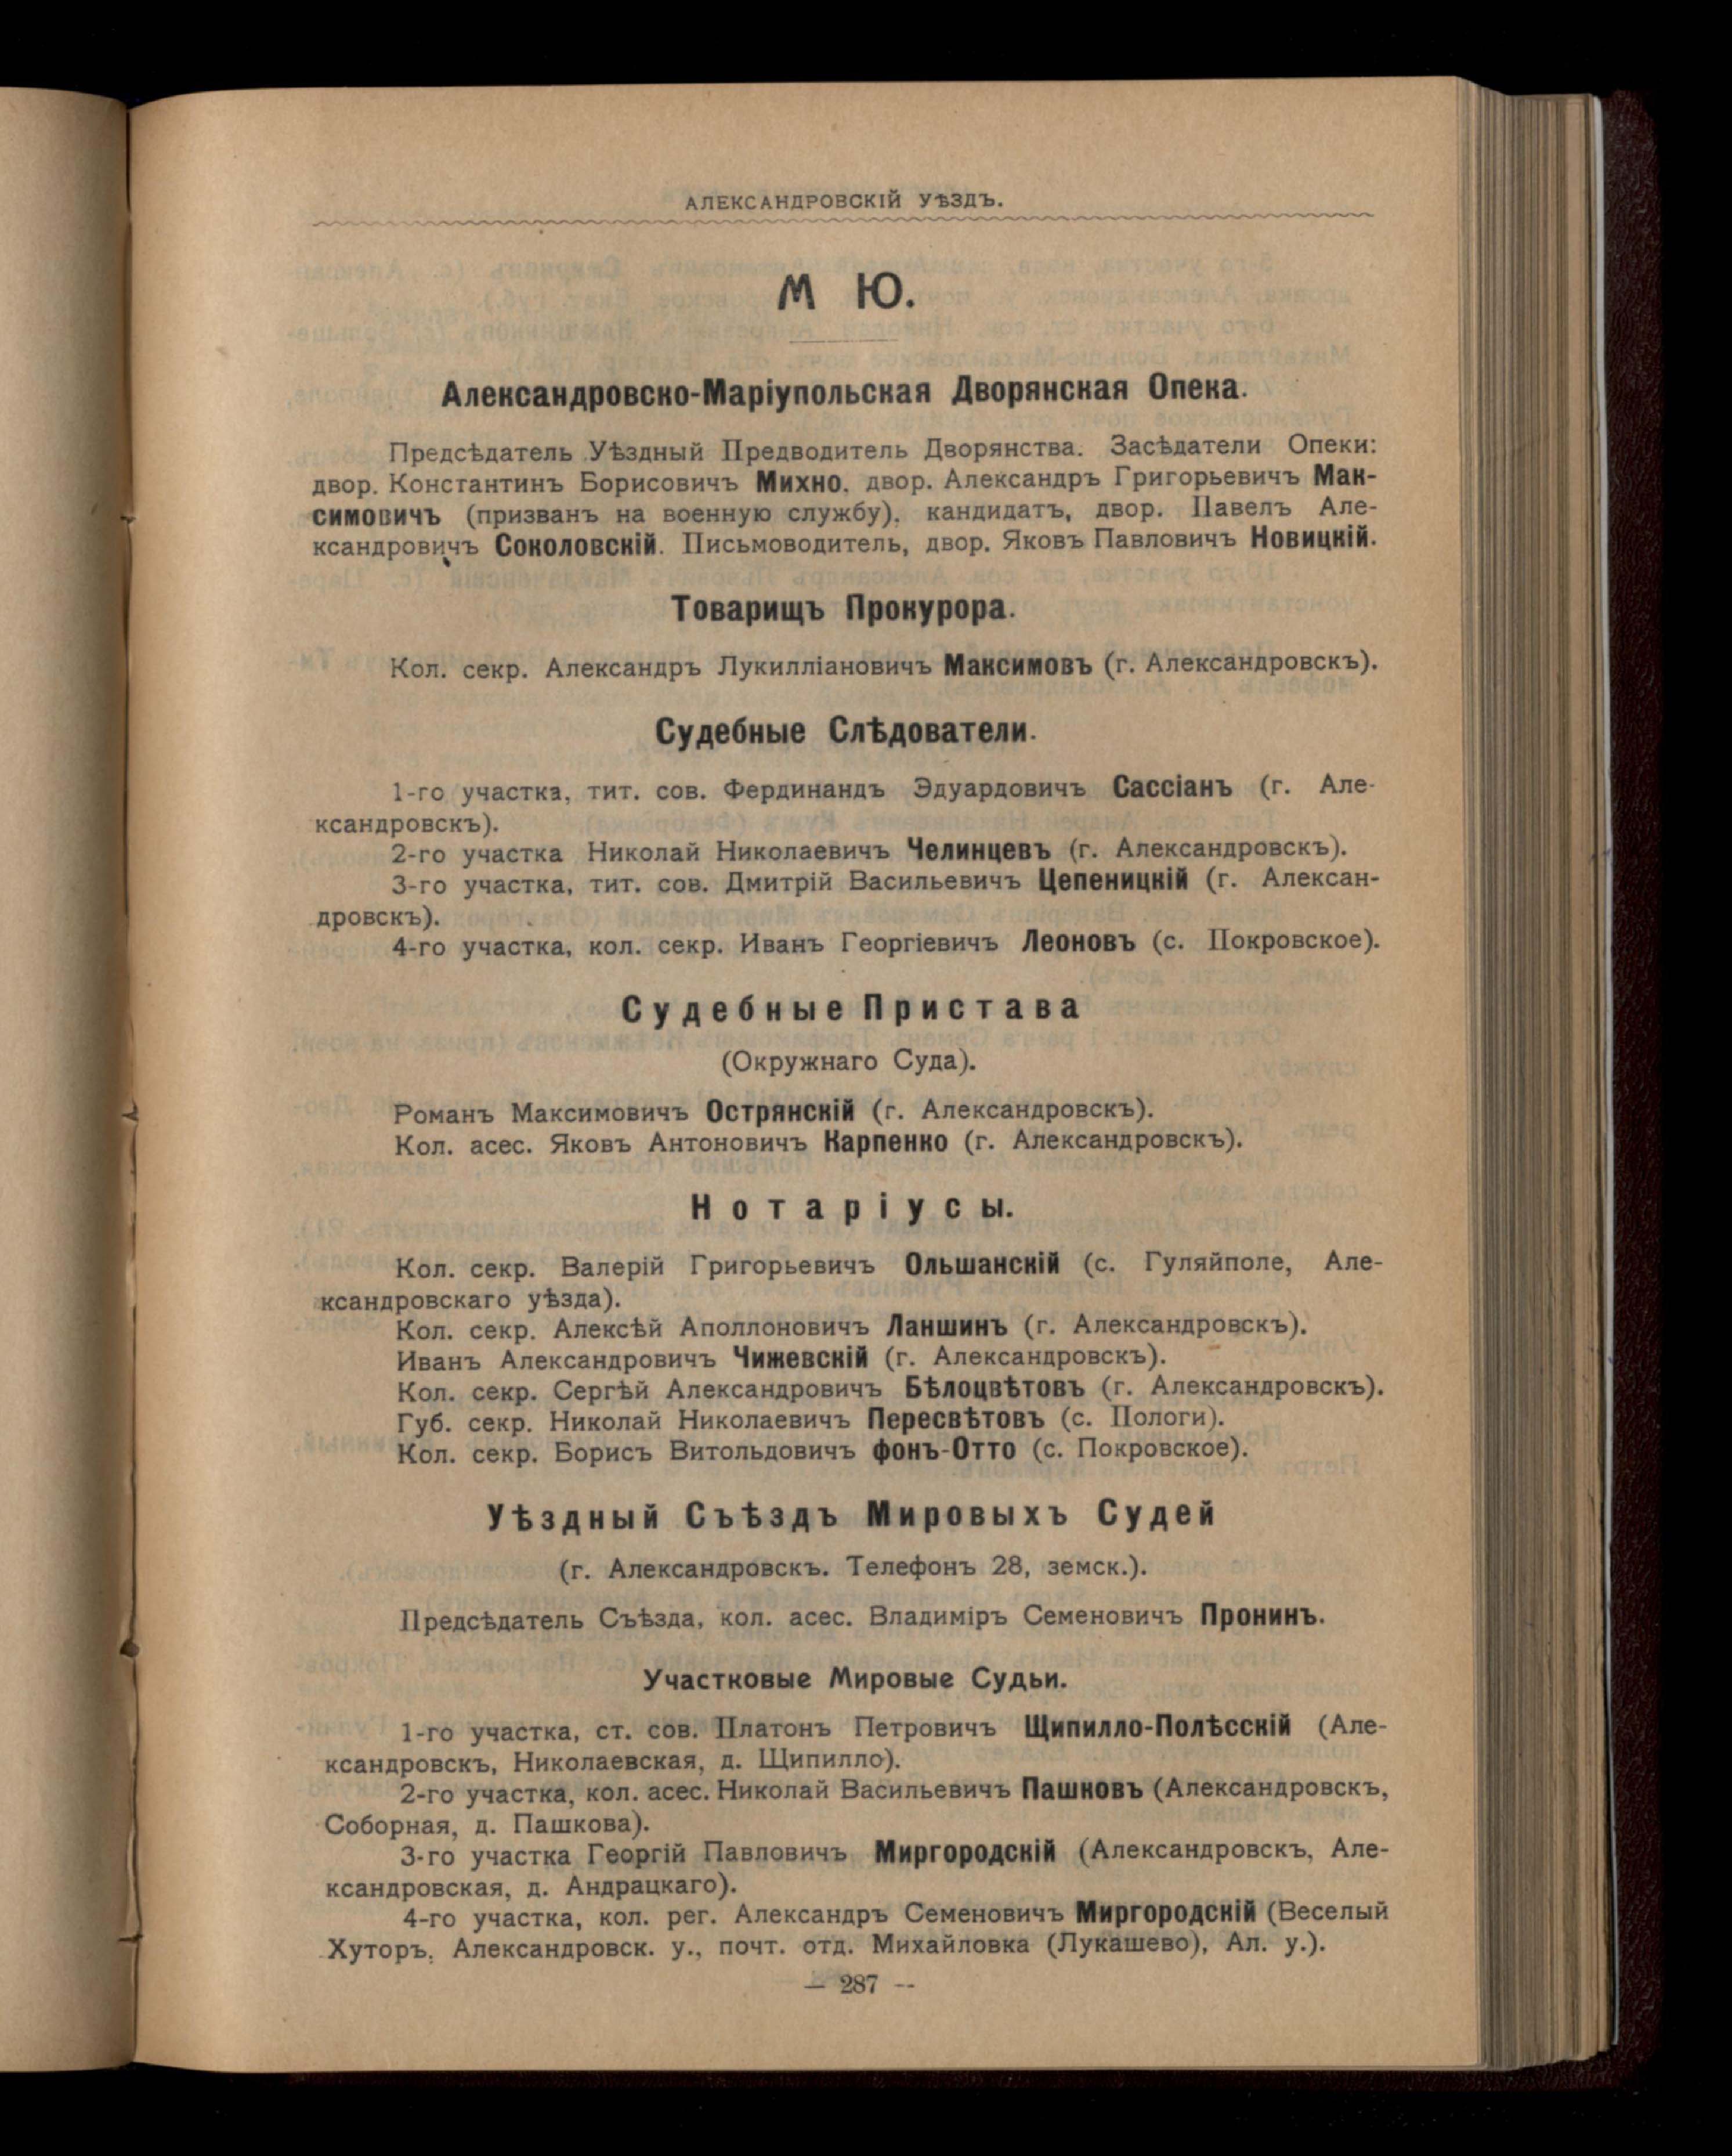 АЛЕКСАНДРОВСКІЙ УѢЗДЪ.
М Ю.
Александровско-Маріупольская Дворянская Опека.
Предсѣдатель Уѣздный Предводитель Дворянства. Засѣдатели Опеки:
двор. Константинъ Борисовичъ Михно, двор. Александръ Григорьевичъ Мак-
симовичъ (призванъ на военную службу), кандидатъ, двор. Павелъ Але-
ксандровичъ Соколовскій. Письмоводитель, двор. Яковъ Павловичъ Новицкій.
Товарищъ Прокурора.
Кол. секр. Александръ Лукилліановичъ Максимовъ (г. Александровскъ).
Судебные Слѣдователи.
1-го участка, тит. сов. Фердинандъ Эдуардовичъ Сассіанъ (г. Але-
ксандровскъ).
2-го участка Николай Николаевичъ Челинцевъ (г. Александровскъ).
3-го участка, тит. сов. Дмитрій Васильевичъ Цепеницкій (г. Алексан-
дровскъ).
4-го участка, кол. секр. Иванъ Георгіевичъ Леоновъ (с. Покровское).
Судебные Пристава
(Окружнаго Суда).
Романъ Максимовичъ Острянскій (г. Александровскъ).
Кол. асес. Яковъ Антоновичъ Карпенко (г. Александровскъ).
Нотаріусы.
Кол. секр. Валерій Григорьевичъ Ольшанскій (с. Гуляйполе, Але-
ксандровскаго уѣзда).
Кол. секр. Алексѣй Аполлоновичъ Ланшинъ (г. Александровскъ).
Иванъ Александровичъ Чижевскій (г. Александровскъ).
Кол. секр. Сергѣй Александровичъ Бѣлоцвѣтовъ (г. Александровскъ).
Губ. секр. Николай Николаевичъ Пересвѣтовъ (с. Пологи).
Кол. секр. Борисъ Витольдовичъ фонъ-Отто (с. Покровское).
Уѣздный Съѣздъ Мировыхъ Судей
(г. Александровскъ. Телефонъ 28, земск.).
Предсѣдатель Съѣзда, кол. асес. Владиміръ Семеновичъ Пронинъ.
Участковые Мировые Судьи.
1-го участка, ст. сов. Платонъ Петровичъ Щипилло-Полѣсскій (Але-
ксандровскъ, Николаевская, д. Щипилло).
2-го участка, кол. асес. Николай Васильевичъ Пашковъ (Александровскъ,
Соборная, д. Пашкова).
3-го участка Георгій Павловичъ Миргородскій (Александровскъ, Але-
ксандровская, д. Андрацкаго).
4-го участка, кол. рег. Александръ Семеновичъ Миргородскій (Веселый
Хуторъ, Александровск. у., почт. отд. Михайловка (Лукашево), Ал. у.).
— 287 —